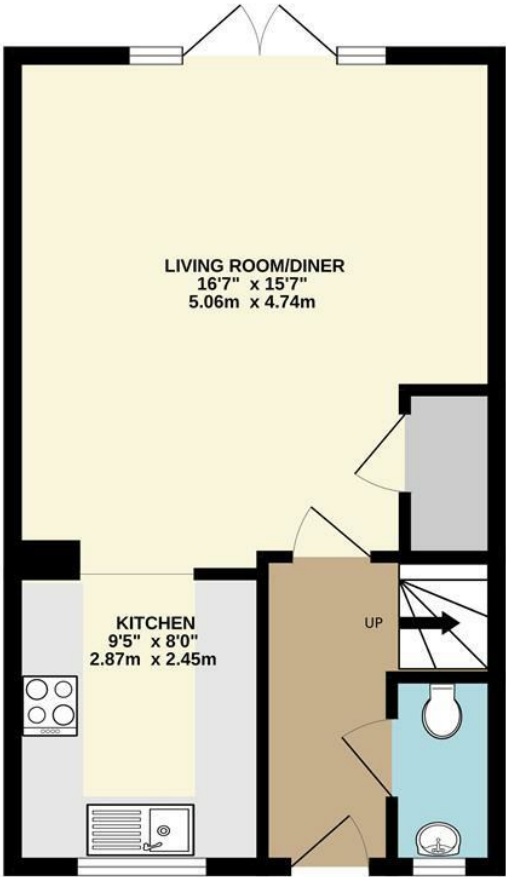 LIVING ROOM/DINER
16'7" x 15'7"
5.06m x 4.74m
KITCHEN
9'5" x 8'0"
2.87m x 2.45m
UP